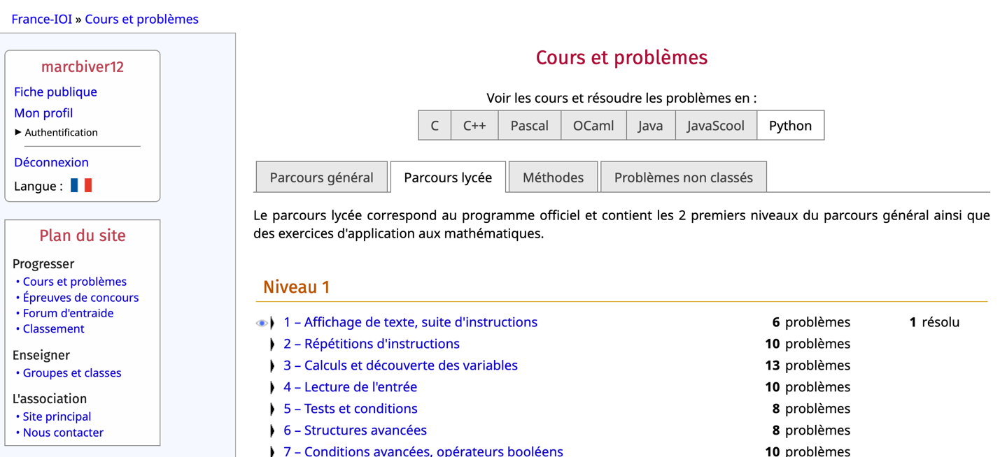 France-IOI » Cours et problèmes
marcbiver12
Fiche publique
Mon profil
► Authentification
Déconnexion
Langue :
Plan du site
Progresser
• Cours et problèmes
• Épreuves de concours
• Forum d'entraide
• Classement
Enseigner
• Groupes et classes
L'association
• Site principal
• Nous contacter
Cours et problèmes
Voir les cours et résoudre les problèmes en :
C C++ Pascal OCaml Java JavaScool Python
Parcours général Parcours lycée Méthodes Problèmes non classés
Le parcours lycée correspond au programme officiel et contient les 2 premiers niveaux du parcours général ainsi que
des exercices d'application aux mathématiques.
Niveau 1
1 – Affichage de texte, suite d'instructions 6 problèmes 1 résolu
2 – Répétitions d'instructions 10 problèmes
3 – Calculs et découverte des variables 13 problèmes
4 – Lecture de l'entrée 10 problèmes
5 – Tests et conditions 8 problèmes
6 – Structures avancées 8 problèmes
7 – Conditions avancées, opérateurs booléens 10 problèmes